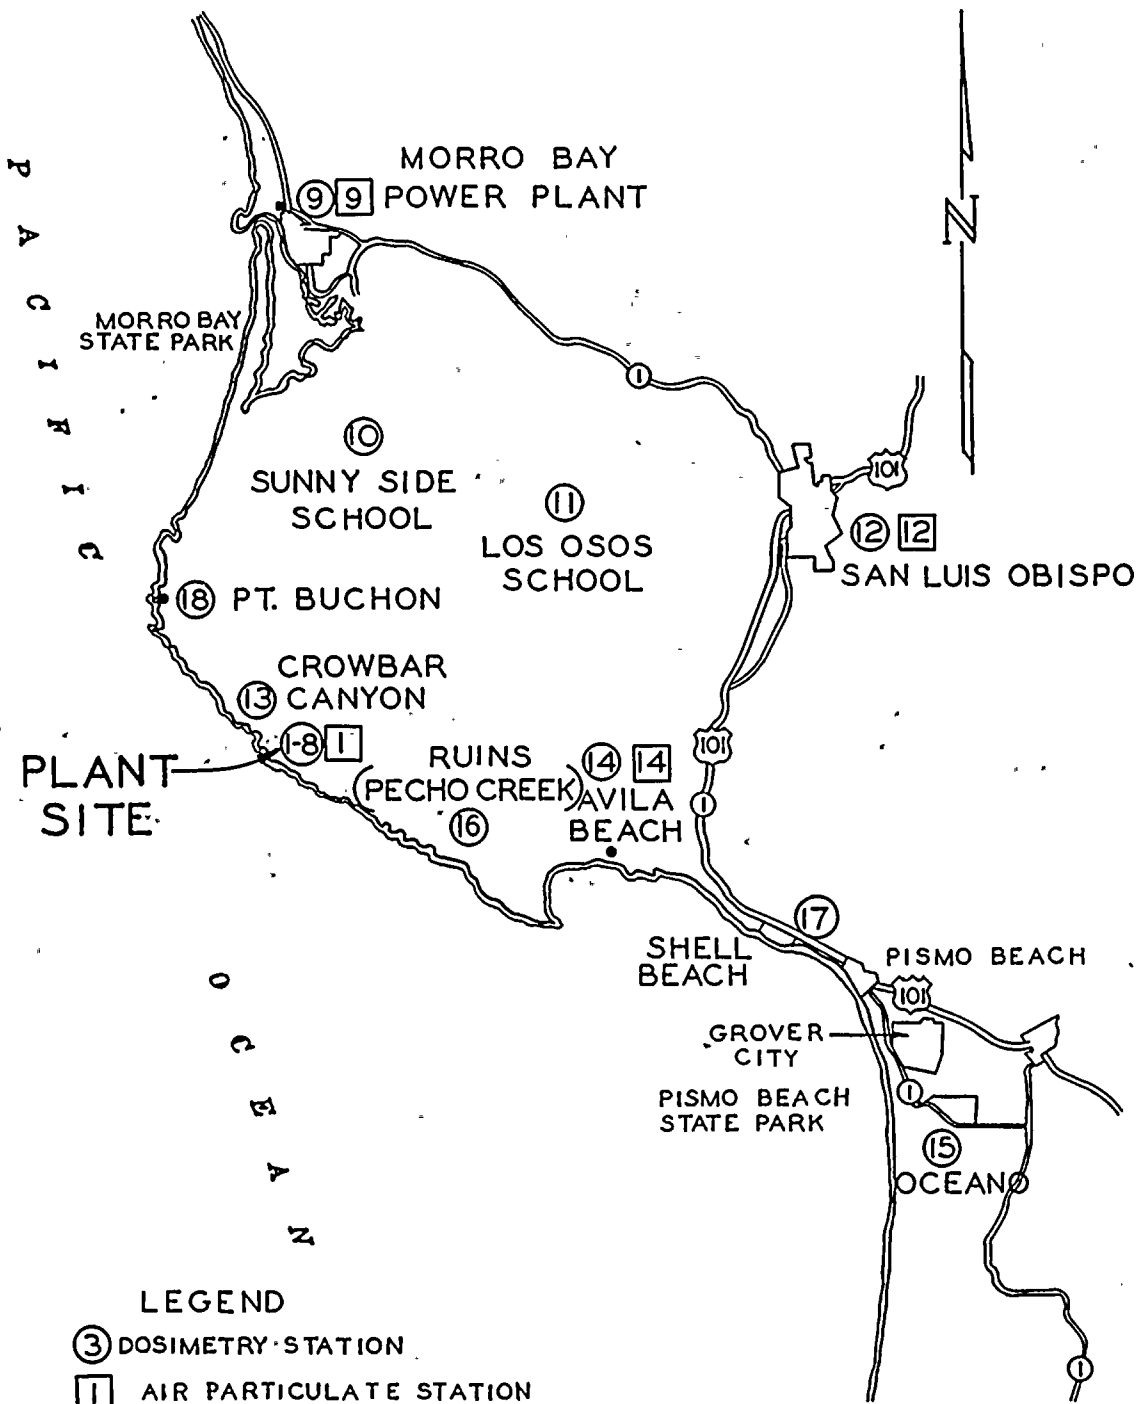 MORRO BAY
9 9 POWER PLANT
N
PACIFIC
MORRO BAY
STATE PARK
1
10
SUNNY SIDE
SCHOOL
11
LOS OSOS
SCHOOL
101
12 12
SAN LUIS OBISPO
18 PT. BUCHON
CROWBAR
13 CANYON
1-8 1
PLANT
SITE
RUINS
(PECHO CREEK)
16
14 14
AVILA
BEACH
101
1
17
SHELL
BEACH
PISMO BEACH
101
GROVER
CITY
PISMO BEACH
STATE PARK
1
15
OCEANO
1
OCEAN
1
LEGEND
3 DOSIMETRY STATION
1 AIR PARTICULATE STATION